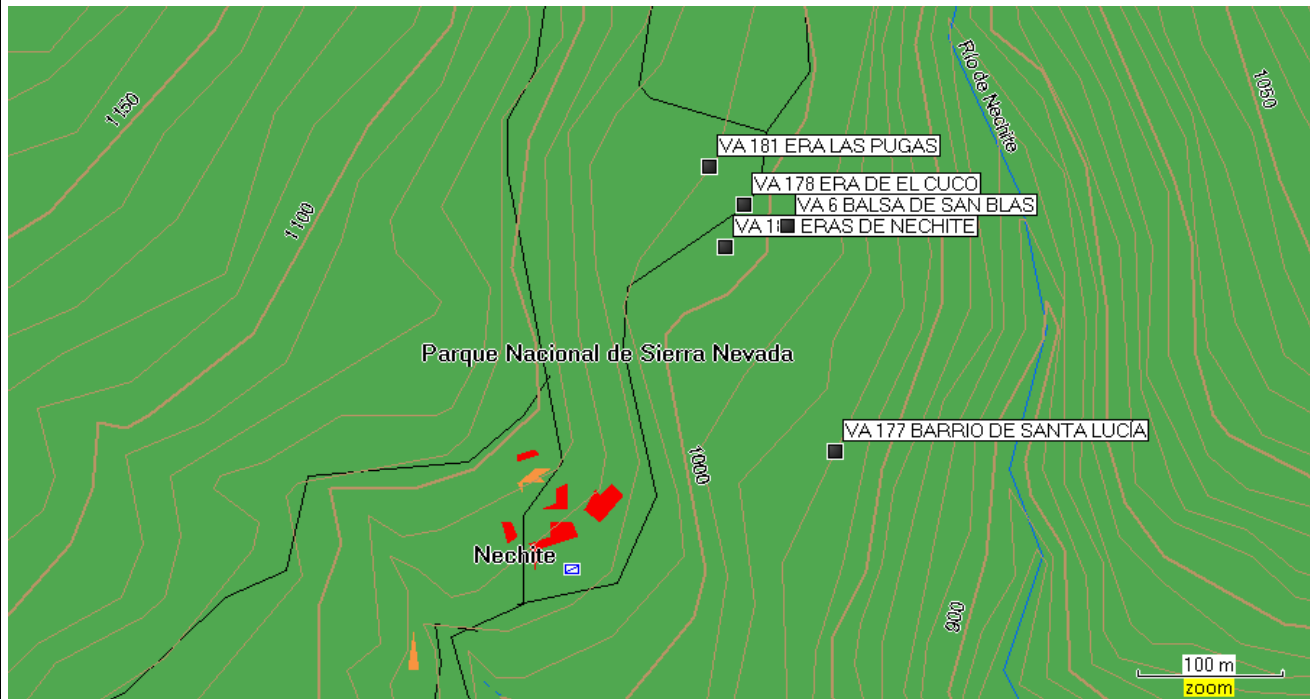 1150
Río de Nechite
1050
VA 181 ERA LAS PUGAS
VA 178 ERA DE EL CUCO
VA 6 BALSA DE SAN BLAS
1100
ERAS DE NECHITE
Parque Nacional de Sierra Nevada
VA 177 BARRIO DE SANTA LUCÍA
1000
Nechite
900
100 m
zoom